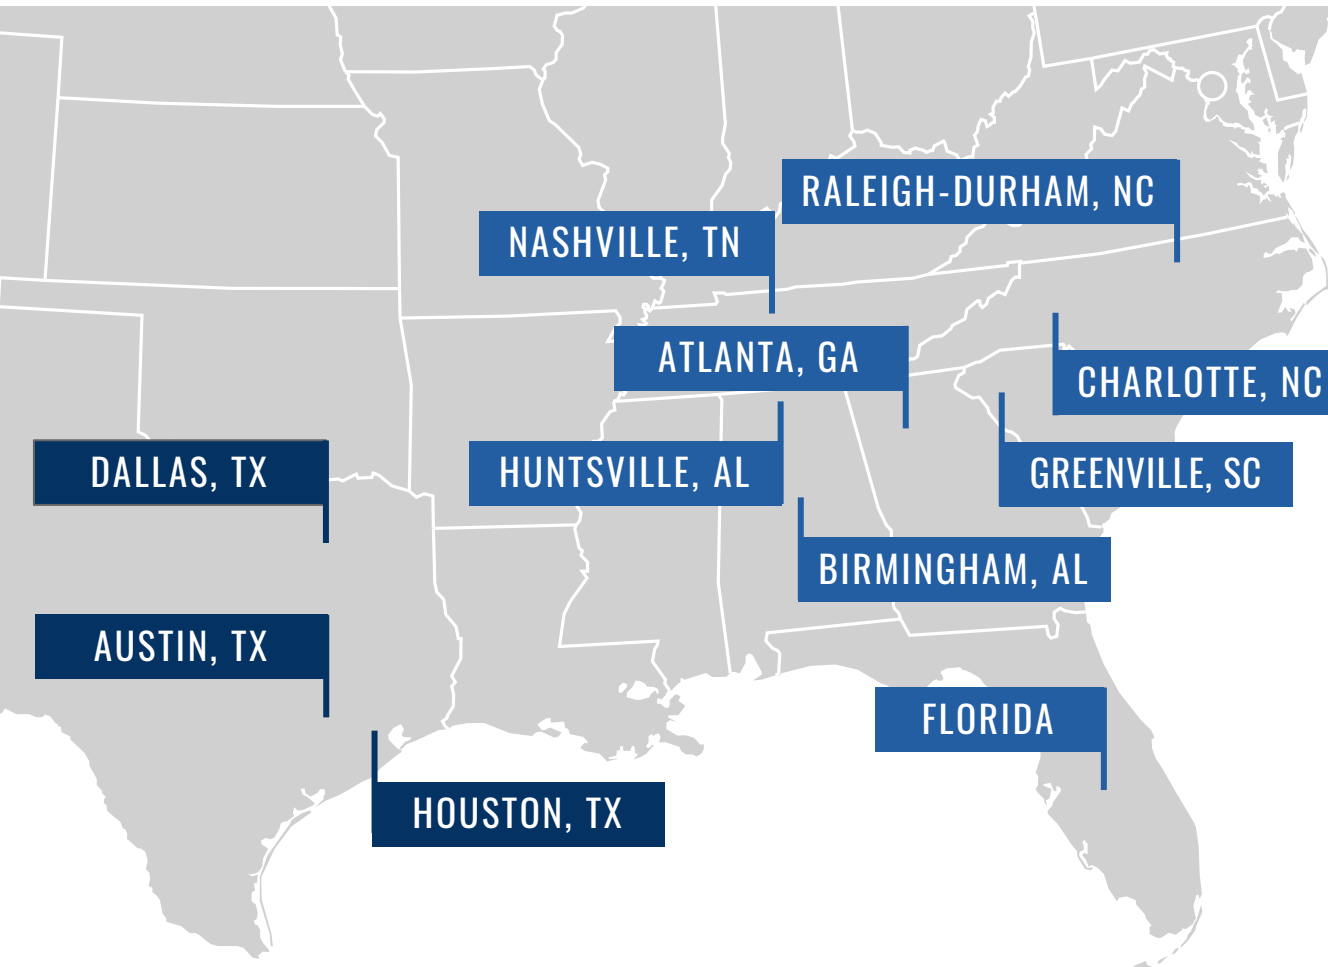 RALEIGH-DURHAM, NC
NASHVILLE, TN
ATLANTA, GA
CHARLOTTE, NC
DALLAS, TX
HUNTSVILLE, AL
GREENVILLE, SC
BIRMINGHAM, AL
AUSTIN, TX
FLORIDA
HOUSTON, TX